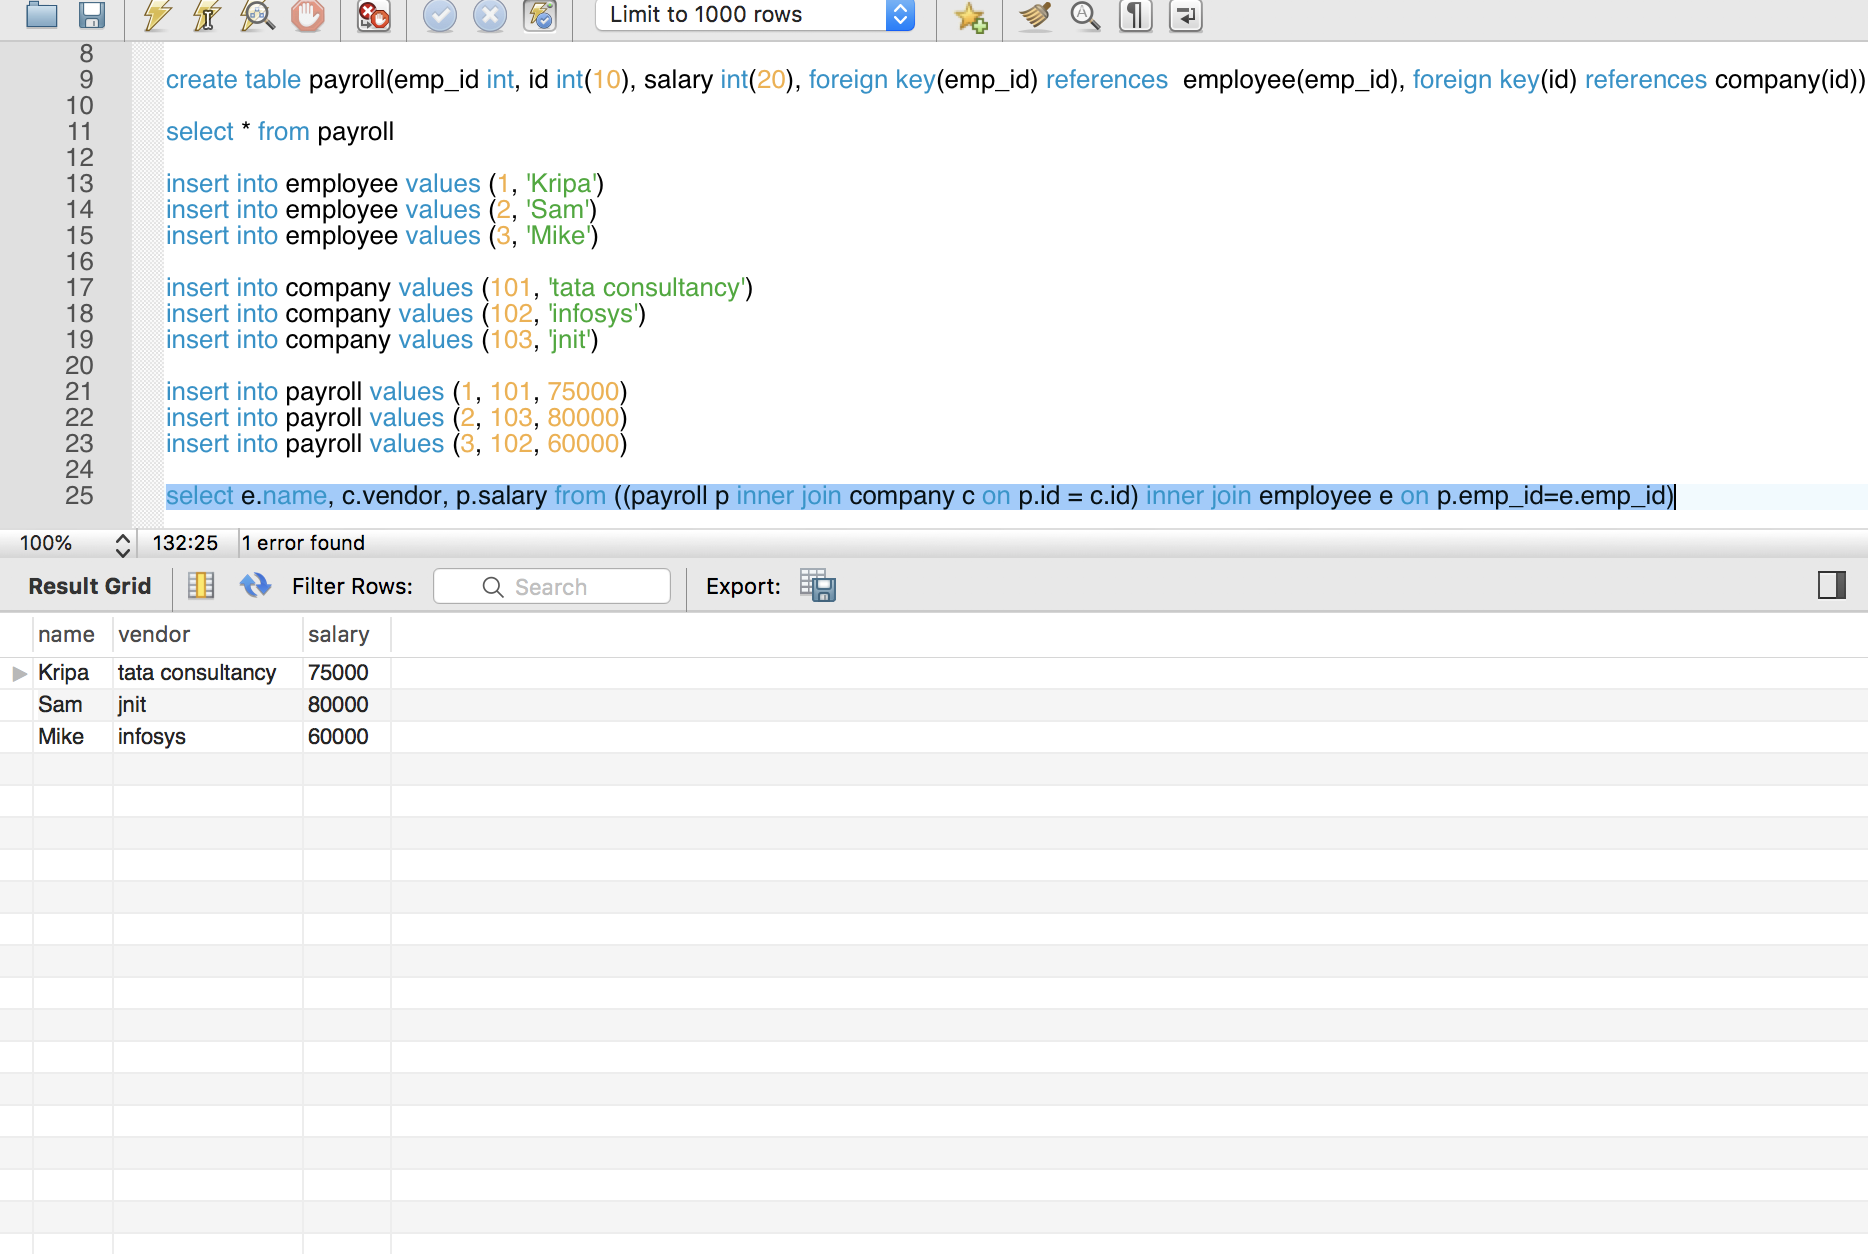 Limit to 1000 rows
8
9 create table payroll(emp_id int, id int(10), salary int(20), foreign key(emp_id) references  employee(emp_id), foreign key(id) references company(id))
10
11 select * from payroll
12
13 insert into employee values (1, 'Kripa')
14 insert into employee values (2, 'Sam')
15 insert into employee values (3, 'Mike')
16
17 insert into company values (101, 'tata consultancy')
18 insert into company values (102, 'infosys')
19 insert into company values (103, 'jnit')
20
21 insert into payroll values (1, 101, 75000)
22 insert into payroll values (2, 103, 80000)
23 insert into payroll values (3, 102, 60000)
24
25 select e.name, c.vendor, p.salary from ((payroll p inner join company c on p.id = c.id) inner join employee e on p.emp_id=e.emp_id)
100% 132:25 1 error found
Result Grid Filter Rows: Search Export:
name vendor salary
Kripa tata consultancy 75000
Sam jnit 80000
Mike infosys 60000